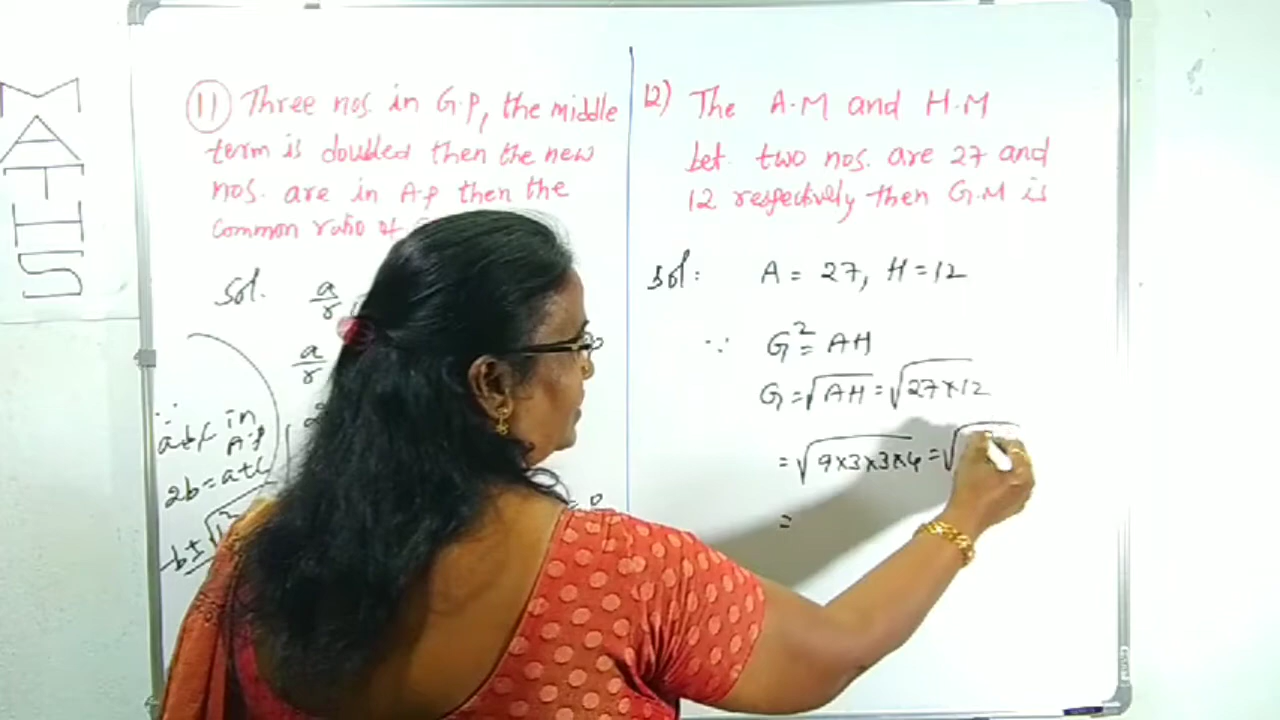 MATHS
11) Three nos. in G.P, the middle
term is doubled then the new
nos. are in A.P then the
common ratio of
Sol. a/r
a/r
∵
a,b,c in
A.P
2b = a+c
= 0
12) The A.M and H.M
bet. two nos. are 27 and
12 respectively then G.M is
Sol: A = 27, H = 12
∵ G² = AH
G = √AH = √27×12
= √9×3×3×4 = √
=